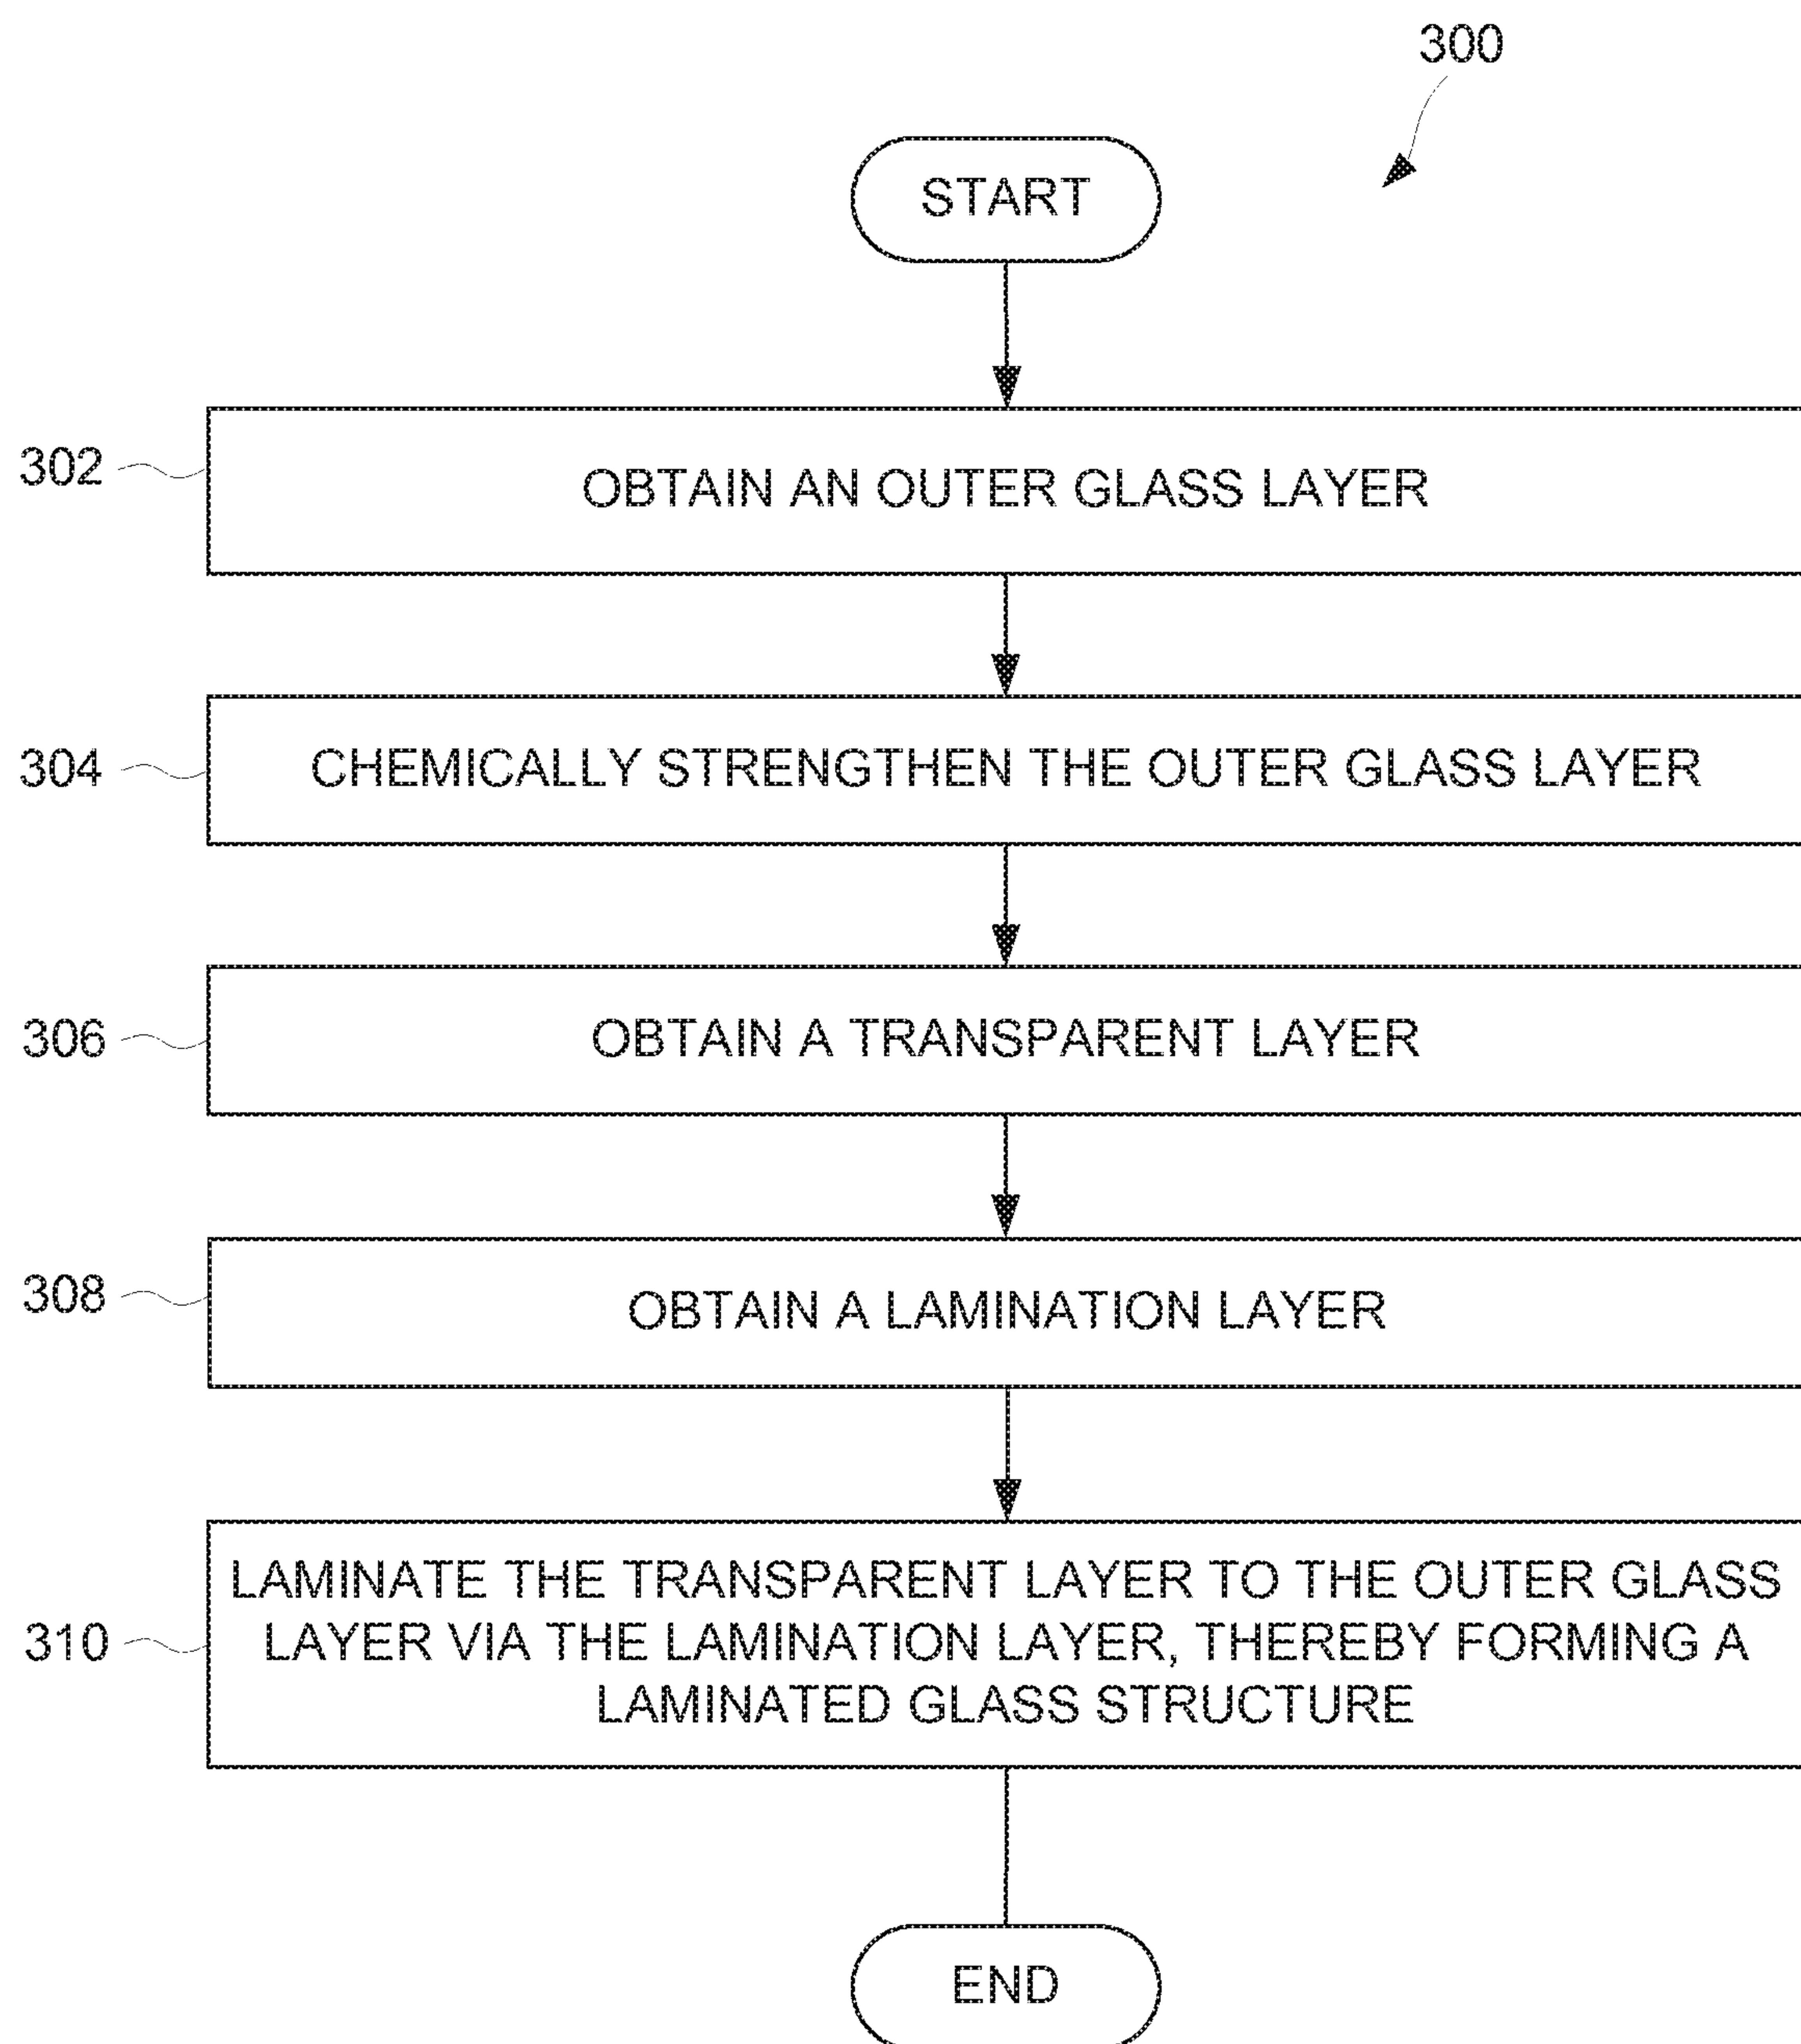 300
START
302
OBTAIN AN OUTER GLASS LAYER
304
CHEMICALLY STRENGTHEN THE OUTER GLASS LAYER
306
OBTAIN A TRANSPARENT LAYER
308
OBTAIN A LAMINATION LAYER
310
LAMINATE THE TRANSPARENT LAYER TO THE OUTER GLASS
LAYER VIA THE LAMINATION LAYER, THEREBY FORMING A
LAMINATED GLASS STRUCTURE
END